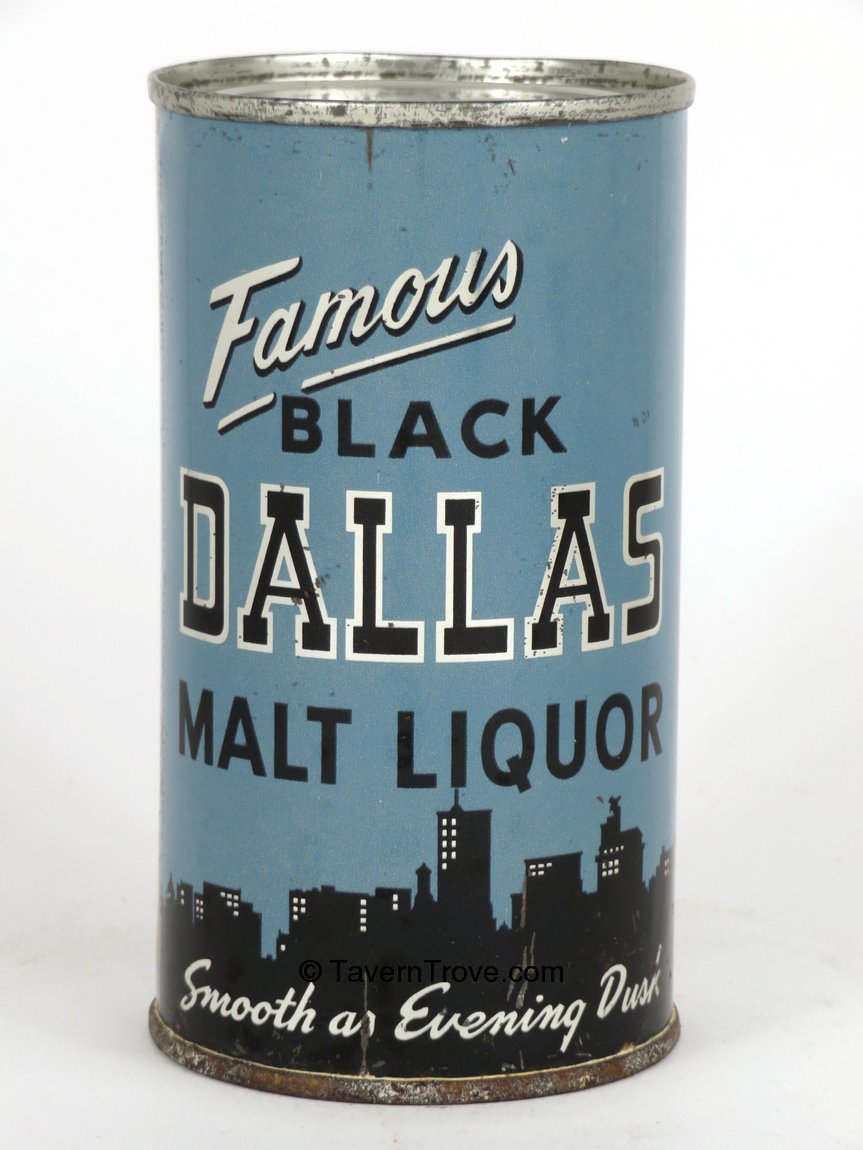 Famous
BLACK
DALLAS
MALT LIQUOR
© TavernTrove.com
Smooth as Evening Dusk